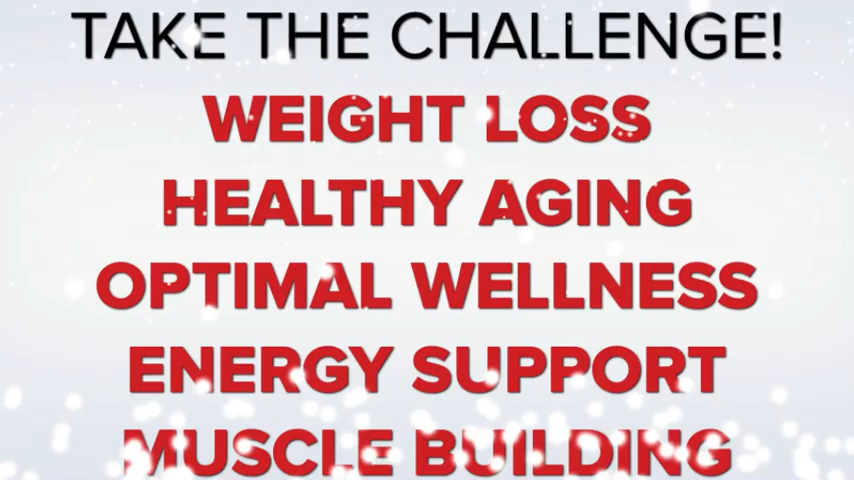 TAKE THE CHALLENGE!
WEIGHT LOSS
HEALTHY AGING
OPTIMAL WELLNESS
ENERGY SUPPORT
MUSCLE BUILDING